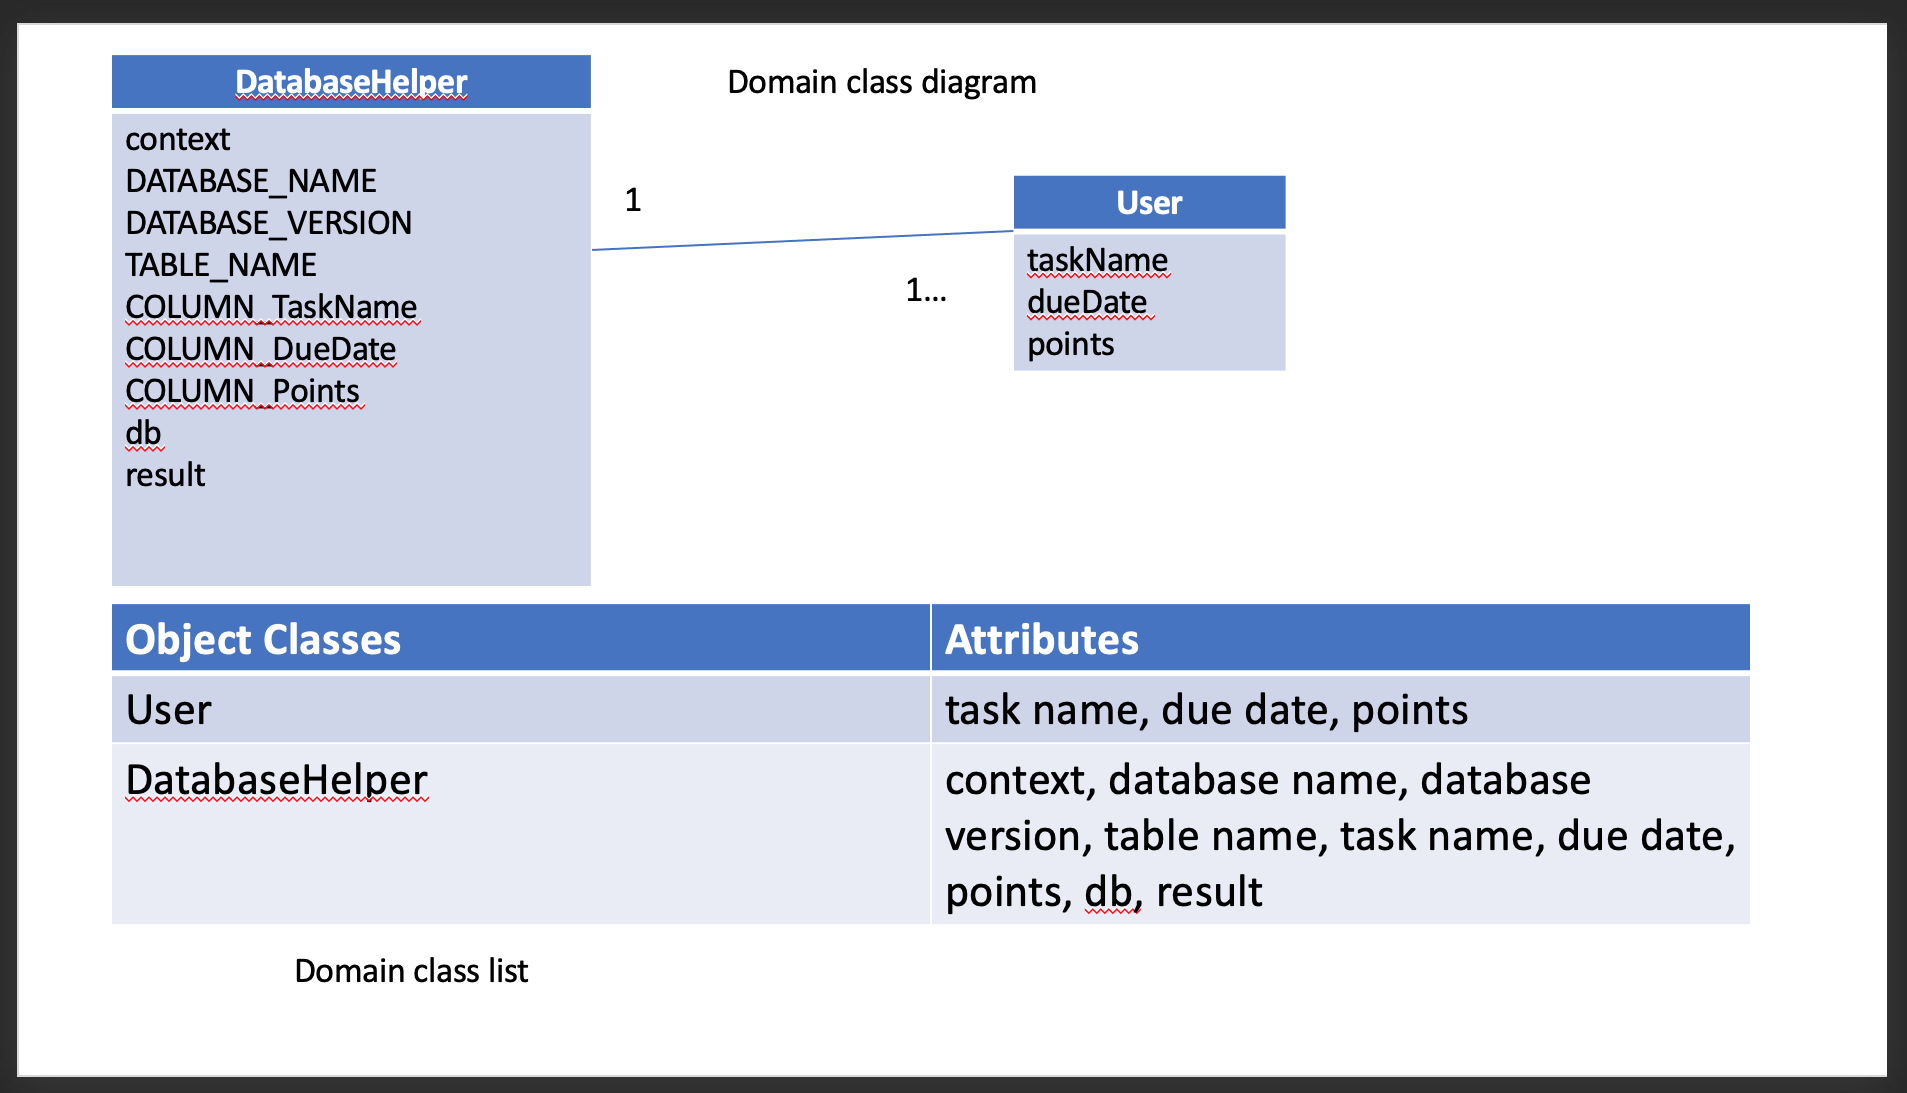 DatabaseHelper
context
DATABASE_NAME
DATABASE_VERSION
TABLE_NAME
COLUMN_TaskName
COLUMN_DueDate
COLUMN_Points
db
result
Domain class diagram
1
1...
User
taskName
dueDate
points
Object Classes
Attributes
User
task name, due date, points
DatabaseHelper
context, database name, database
version, table name, task name, due date,
points, db, result
Domain class list